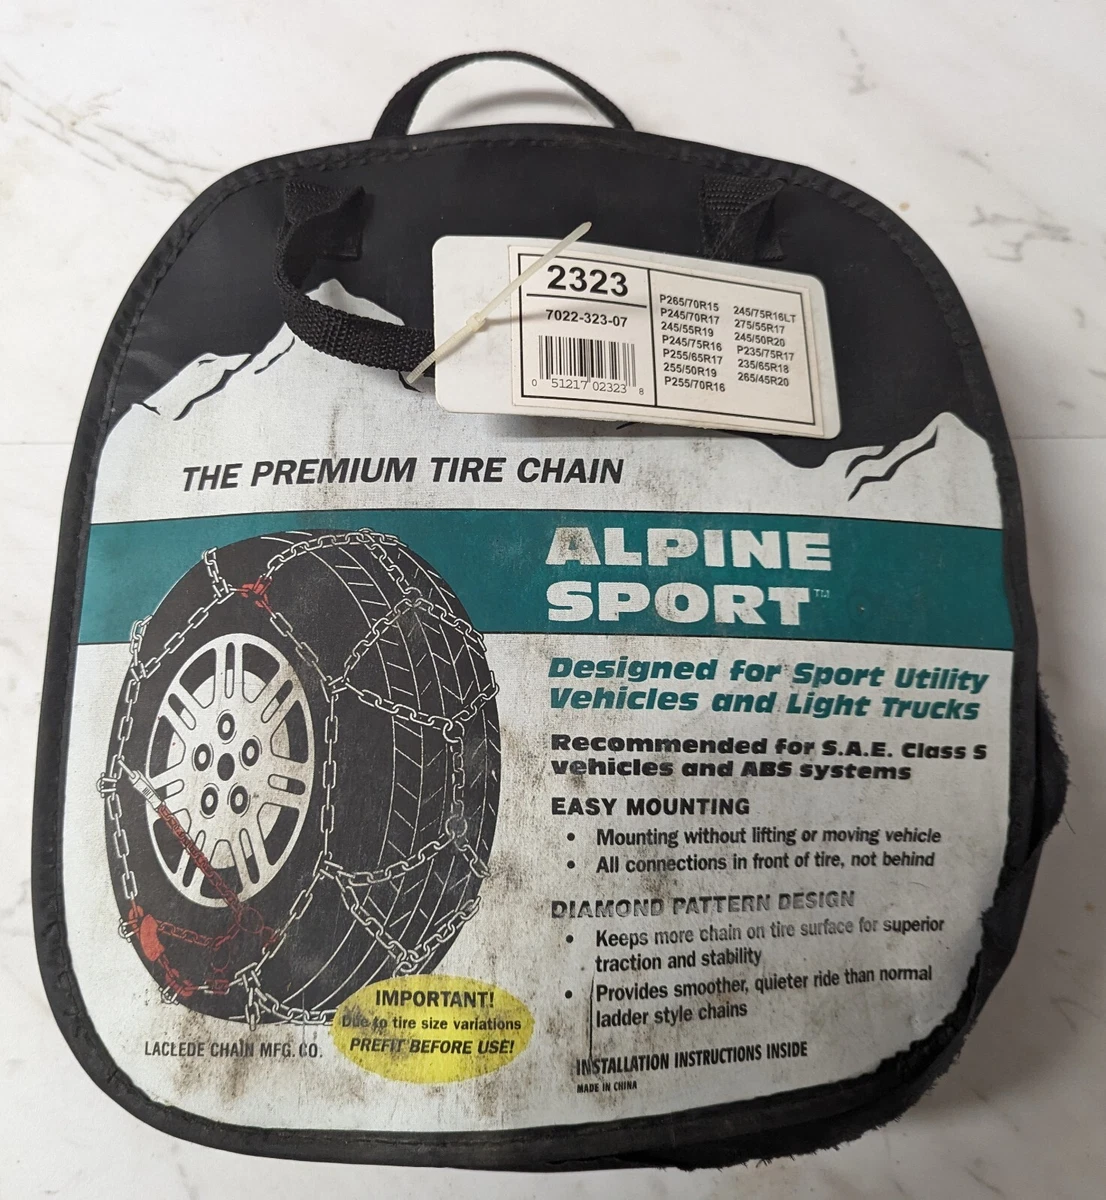 2323
7022-323-07
0 51217 02323 8
P265/70R15
P245/70R17
245/55R19
P245/75R16
P255/65R17
255/50R19
P255/70R16
245/75R16LT
275/55R17
245/50R20
P235/75R17
235/65R18
265/45R20
THE PREMIUM TIRE CHAIN
ALPINE
SPORT™
Designed for Sport Utility
Vehicles and Light Trucks
Recommended for S.A.E. Class S
vehicles and ABS systems
EASY MOUNTING
• Mounting without lifting or moving vehicle
• All connections in front of tire, not behind
DIAMOND PATTERN DESIGN
• Keeps more chain on tire surface for superior
traction and stability
• Provides smoother, quieter ride than normal
ladder style chains
IMPORTANT!
Due to tire size variations
PREFIT BEFORE USE!
LACLEDE CHAIN MFG. CO.
INSTALLATION INSTRUCTIONS INSIDE
MADE IN CHINA